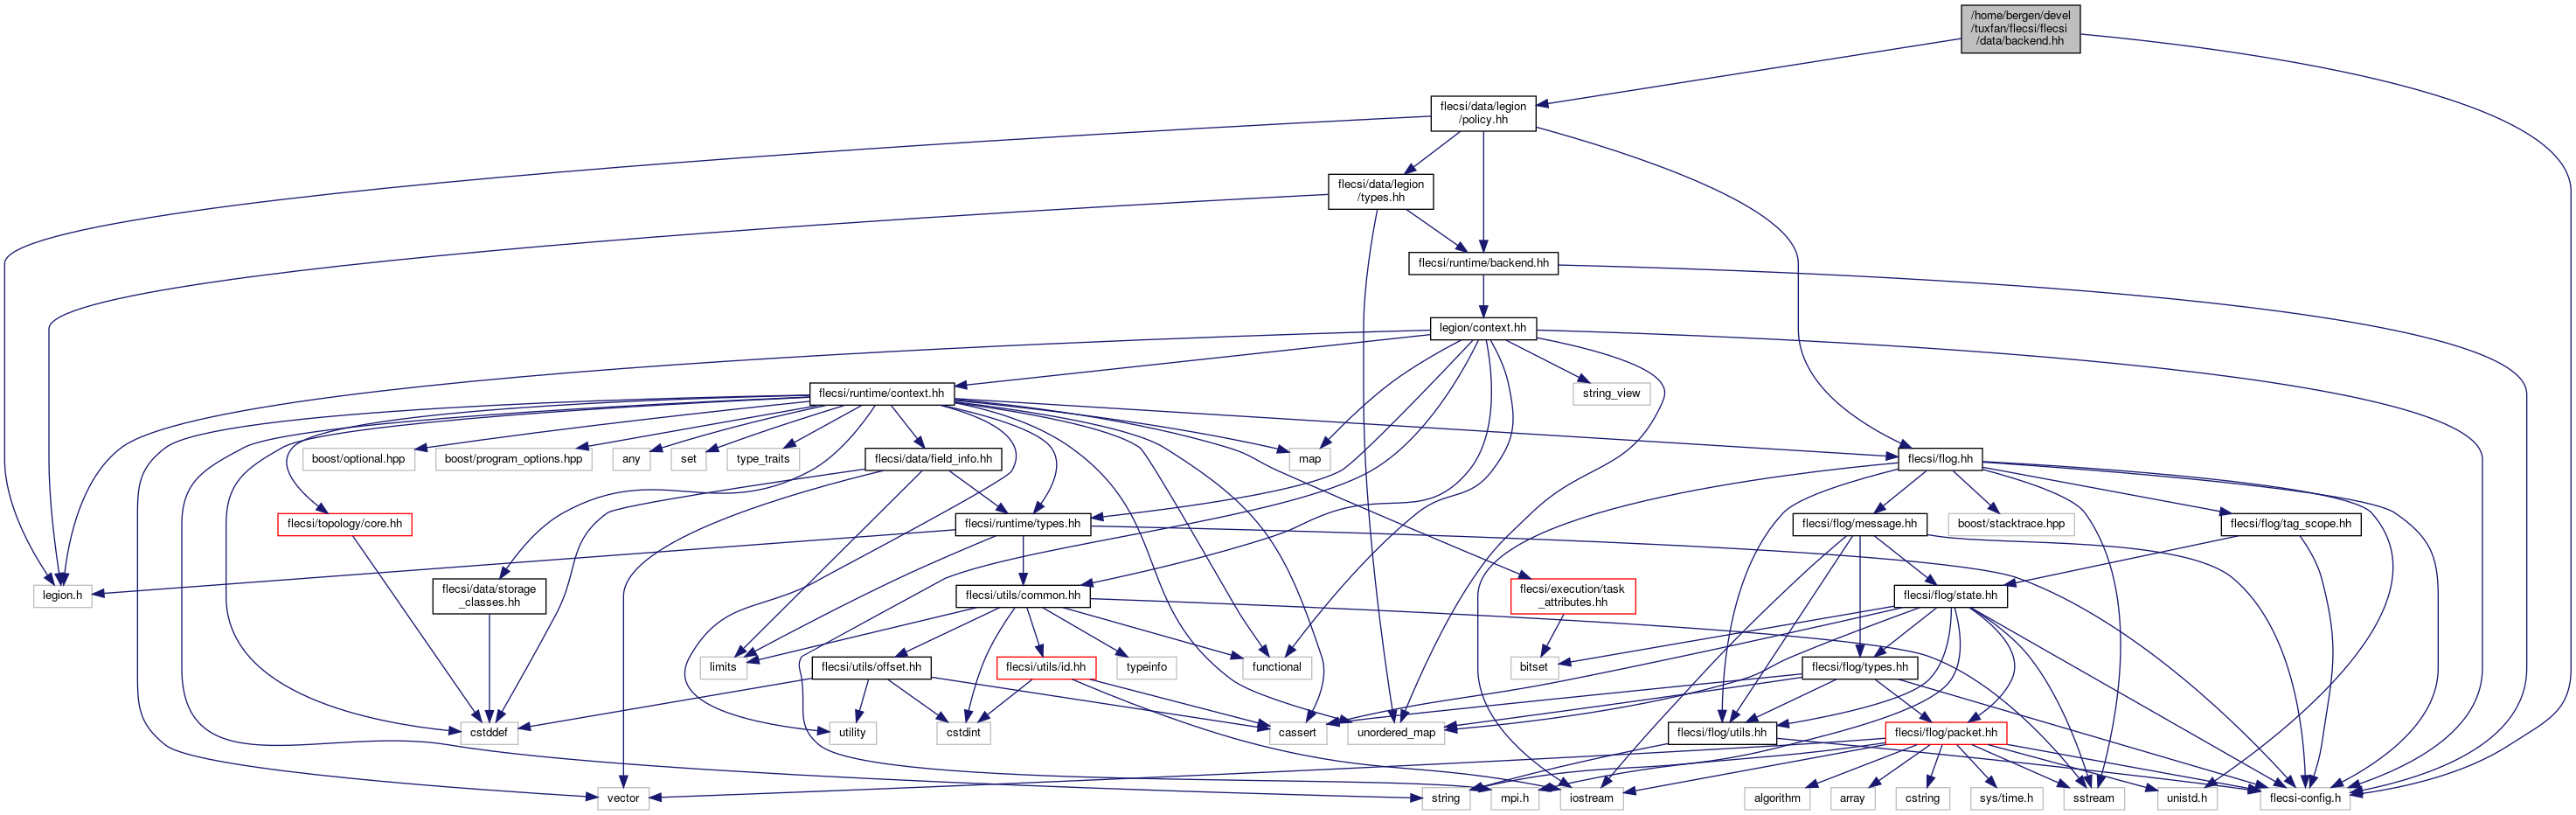 /home/bergen/devel
/tuxfan/flecsi/flecsi
/data/backend.hh
flecsi/data/legion
/policy.hh
flecsi/data/legion
/types.hh
flecsi/runtime/backend.hh
legion/context.hh
flecsi/runtime/context.hh
string_view
boost/optional.hpp
boost/program_options.hpp
any
set
type_traits
flecsi/data/field_info.hh
map
flecsi/flog.hh
flecsi/topology/core.hh
flecsi/runtime/types.hh
flecsi/flog/message.hh
boost/stacktrace.hpp
flecsi/flog/tag_scope.hh
legion.h
flecsi/data/storage
_classes.hh
flecsi/utils/common.hh
flecsi/execution/task
_attributes.hh
flecsi/flog/state.hh
limits
flecsi/utils/offset.hh
flecsi/utils/id.hh
typeinfo
functional
bitset
flecsi/flog/types.hh
cstddef
utility
cstdint
cassert
unordered_map
flecsi/flog/utils.hh
flecsi/flog/packet.hh
vector
string
mpi.h
iostream
algorithm
array
cstring
sys/time.h
sstream
unistd.h
flecsi-config.h